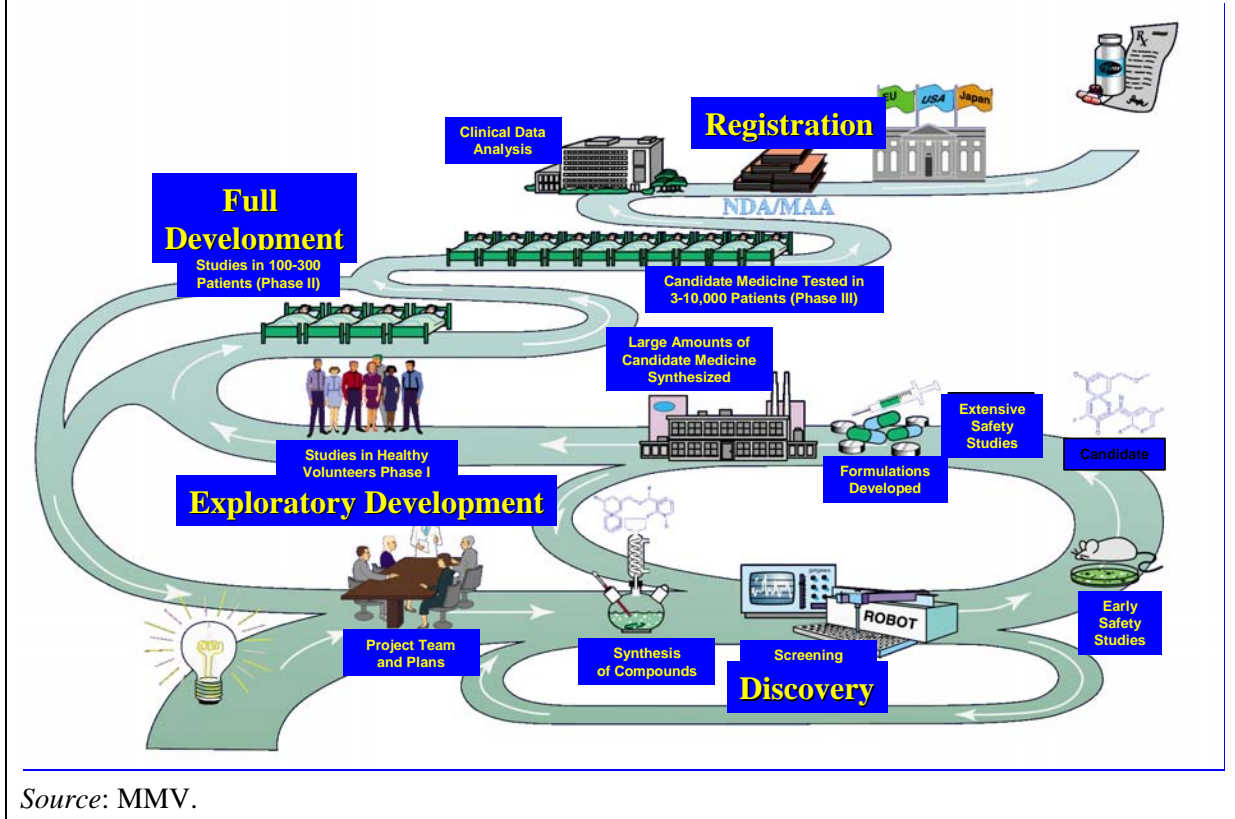 Rx
EU
USA
Japan
Clinical Data
Analysis
Registration
NDA/MAA
Full
Development
Studies in 100-300
Patients (Phase II)
Candidate Medicine Tested in
3-10,000 Patients (Phase III)
Large Amounts of
Candidate Medicine
Synthesized
Extensive
Safety
Studies
Candidate
Formulations
Developed
Studies in Healthy
Volunteers Phase I
Exploratory Development
Early
Safety
Studies
ROBOT
Project Team
and Plans
Synthesis
of Compounds
Screening
Discovery
Source: MMV.